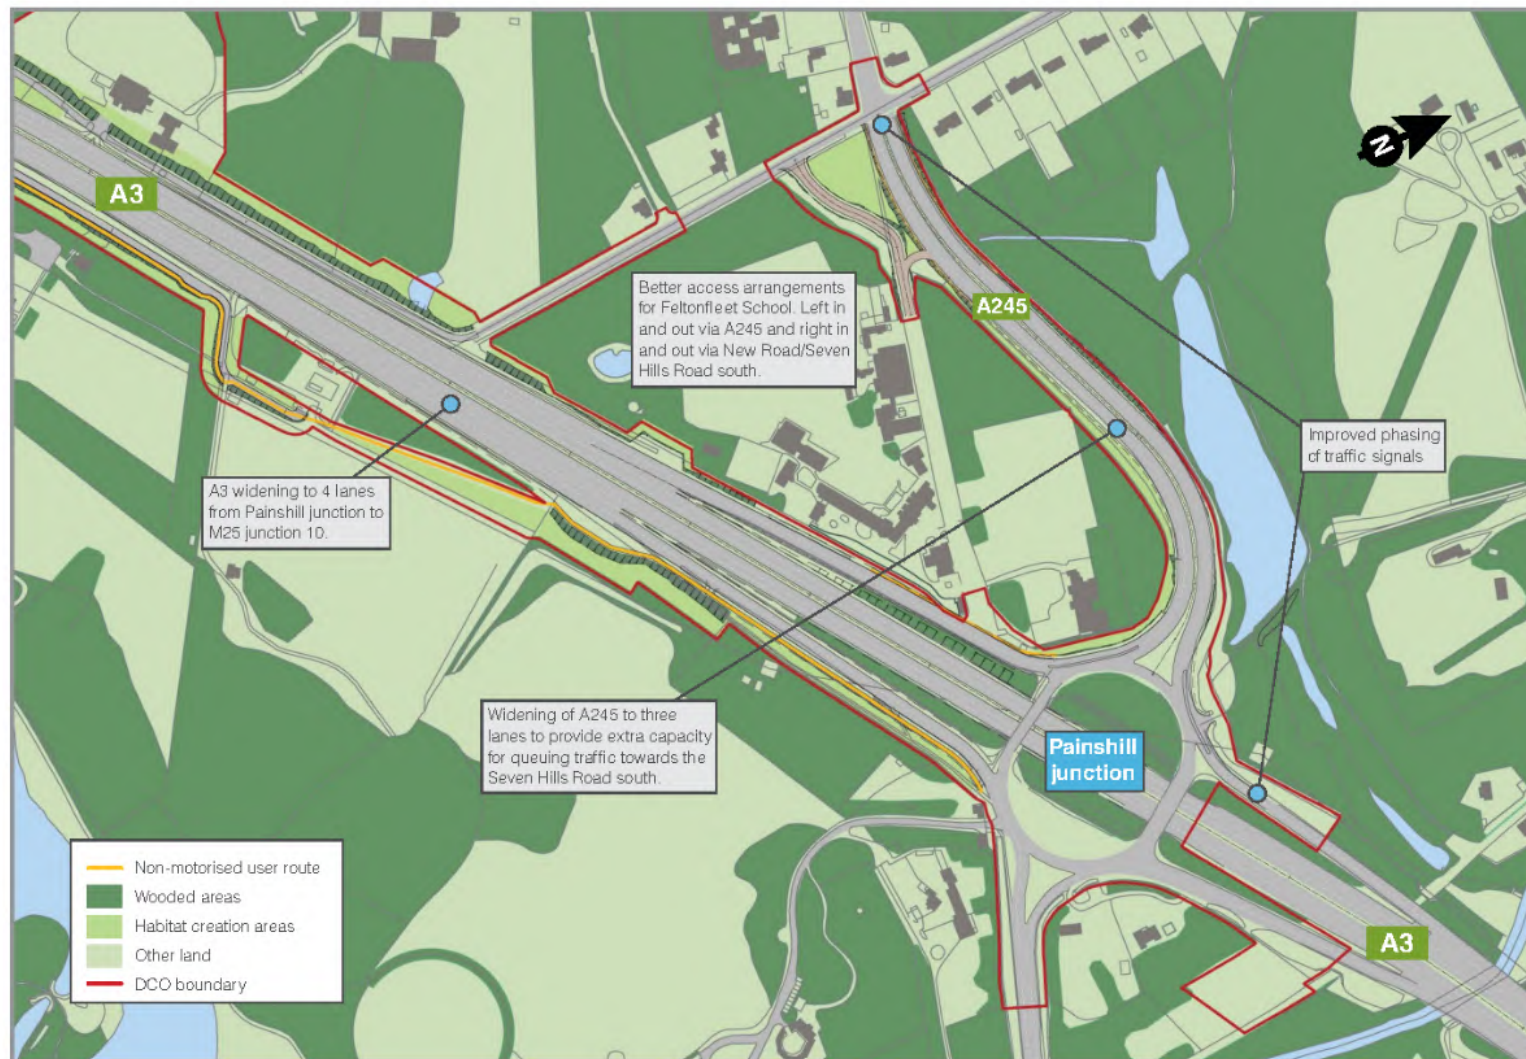 A3
N
Better access arrangements
for Feltonfleet School. Left in
and out via A245 and right in
and out via New Road/Seven
Hills Road south.
A245
Improved phasing
of traffic signals
A3 widening to 4 lanes
from Painshill junction to
M25 junction 10.
Widening of A245 to three
lanes to provide extra capacity
for queuing traffic towards the
Seven Hills Road south.
Painshill
junction
A3
Non-motorised user route
Wooded areas
Habitat creation areas
Other land
DCO boundary